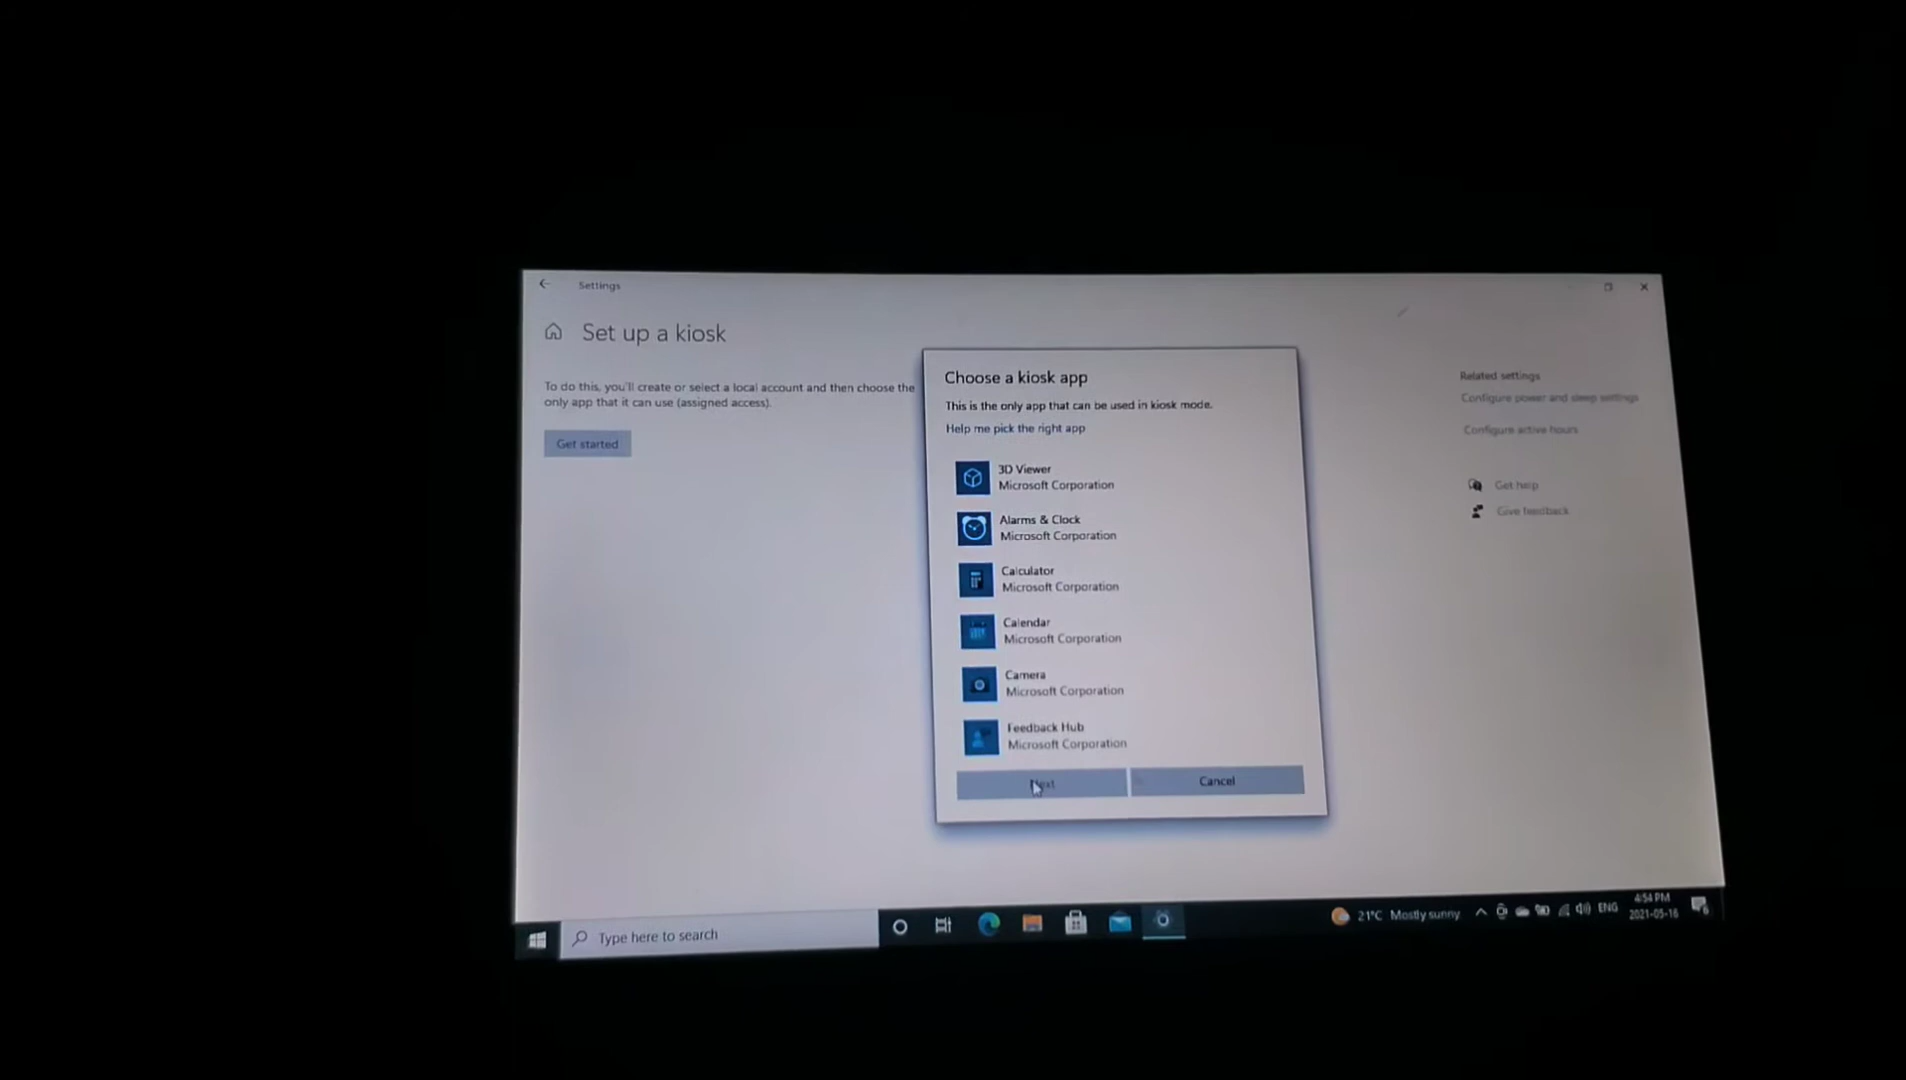 Settings
Set up a kiosk
To do this, you'll create or select a local account and then choose the
only app that it can use (assigned access).
Get started
Choose a kiosk app
This is the only app that can be used in kiosk mode.
Help me pick the right app
3D Viewer
Microsoft Corporation
Alarms & Clock
Microsoft Corporation
Calculator
Microsoft Corporation
Calendar
Microsoft Corporation
Camera
Microsoft Corporation
Feedback Hub
Microsoft Corporation
Next
Cancel
Related settings
Configure power and sleep settings
Configure active hours
Get help
Give feedback
Type here to search
21°C Mostly sunny
ENG
4:54 PM
2021-05-16